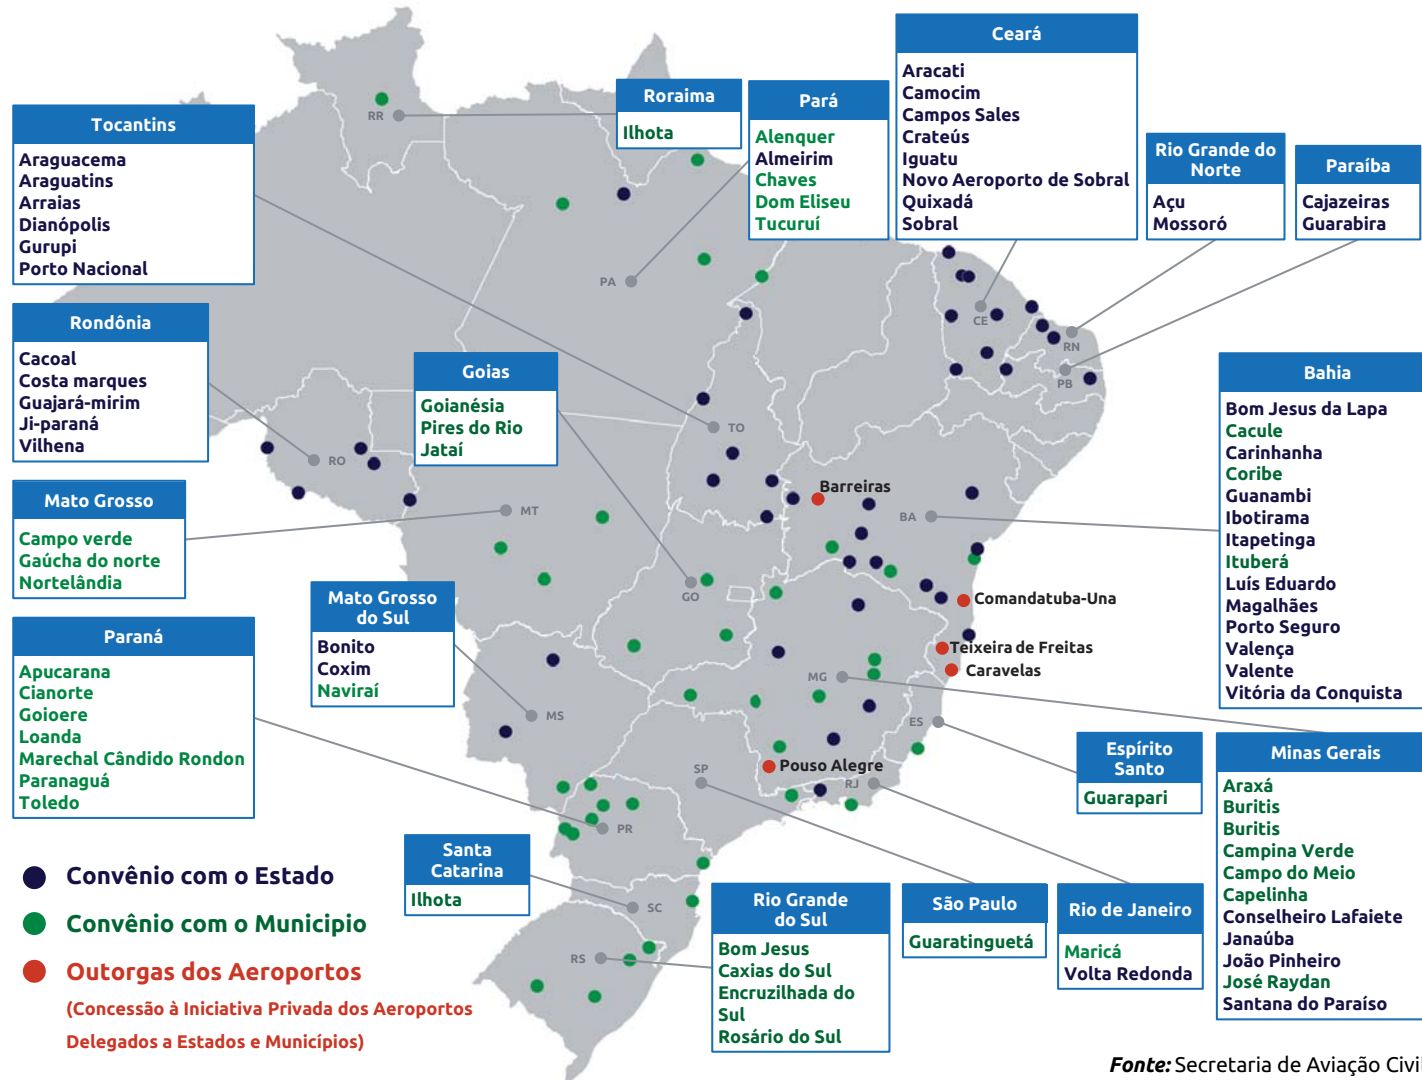 Ceará
Aracati
Camocim
Campos Sales
Crateús
Iguatu
Novo Aeroporto de Sobral
Quixadá
Sobral
Roraima
Ilhota
Pará
Alenquer
Almeirim
Chaves
Dom Eliseu
Tucuruí
Tocantins
Araguacema
Araguatins
Arraias
Dianópolis
Gurupi
Porto Nacional
Rio Grande do
Norte
Açu
Mossoró
Paraíba
Cajazeiras
Guarabira
Rondônia
Cacoal
Costa marques
Guajará-mirim
Ji-paraná
Vilhena
Goias
Goianésia
Pires do Rio
Jataí
Bahia
Bom Jesus da Lapa
Cacule
Carinhanha
Coribe
Guanambi
Ibotirama
Itapetinga
Ituberá
Luís Eduardo
Magalhães
Porto Seguro
Valença
Valente
Vitória da Conquista
Mato Grosso
Campo verde
Gaúcha do norte
Nortelândia
Mato Grosso
do Sul
Bonito
Coxim
Naviraí
Paraná
Apucarana
Cianorte
Goioere
Loanda
Marechal Cândido Rondon
Paranaguá
Toledo
RR
PA
CE
RN
PB
TO
RO
MT
BA
GO
MG
MS
ES
SP
RJ
PR
SC
RS
Barreiras
Comandatuba-Una
Teixeira de Freitas
Caravelas
Pouso Alegre
Espírito
Santo
Guarapari
Minas Gerais
Araxá
Buritis
Buritis
Campina Verde
Campo do Meio
Capelinha
Conselheiro Lafaiete
Janaúba
João Pinheiro
José Raydan
Santana do Paraíso
Santa
Catarina
Ilhota
Rio Grande
do Sul
Bom Jesus
Caxias do Sul
Encruzilhada do
Sul
Rosário do Sul
São Paulo
Guaratinguetá
Rio de Janeiro
Maricá
Volta Redonda
Convênio com o Estado
Convênio com o Municipio
Outorgas dos Aeroportos
(Concessão à Iniciativa Privada dos Aeroportos
Delegados a Estados e Municípios)
Fonte: Secretaria de Aviação Civil